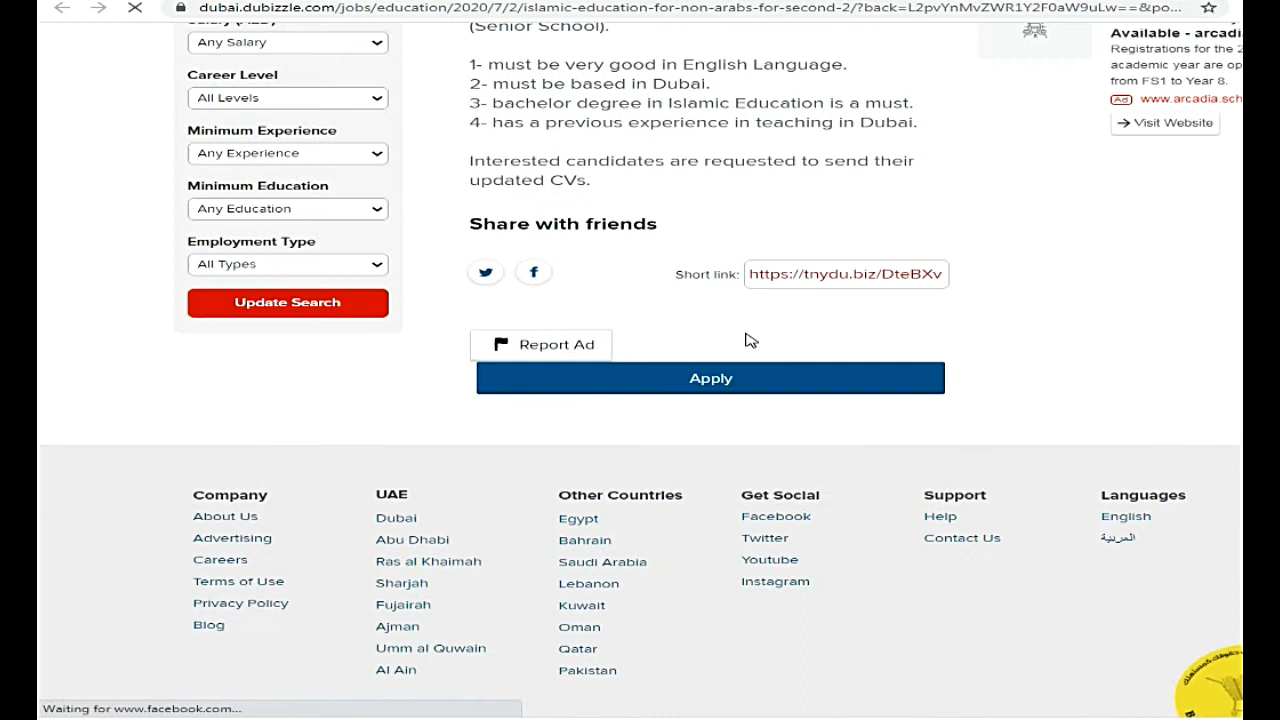 dubai.dubizzle.com/jobs/education/2020/7/2/islamic-education-for-non-arabs-for-second-2/?back=L2pvYnMvZWR1Y2F0aW9uLw==&po...
Any Salary
Career Level
All Levels
Minimum Experience
Any Experience
Minimum Education
Any Education
Employment Type
All Types
Update Search
(Senior School).
1- must be very good in English Language.
2- must be based in Dubai.
3- bachelor degree in Islamic Education is a must.
4- has a previous experience in teaching in Dubai.
Interested candidates are requested to send their
updated CVs.
Share with friends
Short link: https://tnydu.biz/DteBXv
Report Ad
Apply
Available - arcadi
Registrations for the 2
academic year are op
from FS1 to Year 8.
Ad www.arcadia.sch
Visit Website
Company
About Us
Advertising
Careers
Terms of Use
Privacy Policy
Blog
UAE
Dubai
Abu Dhabi
Ras al Khaimah
Sharjah
Fujairah
Ajman
Umm al Quwain
Al Ain
Other Countries
Egypt
Bahrain
Saudi Arabia
Lebanon
Kuwait
Oman
Qatar
Pakistan
Get Social
Facebook
Twitter
Youtube
Instagram
Support
Help
Contact Us
Languages
English
العربية
Waiting for www.facebook.com...